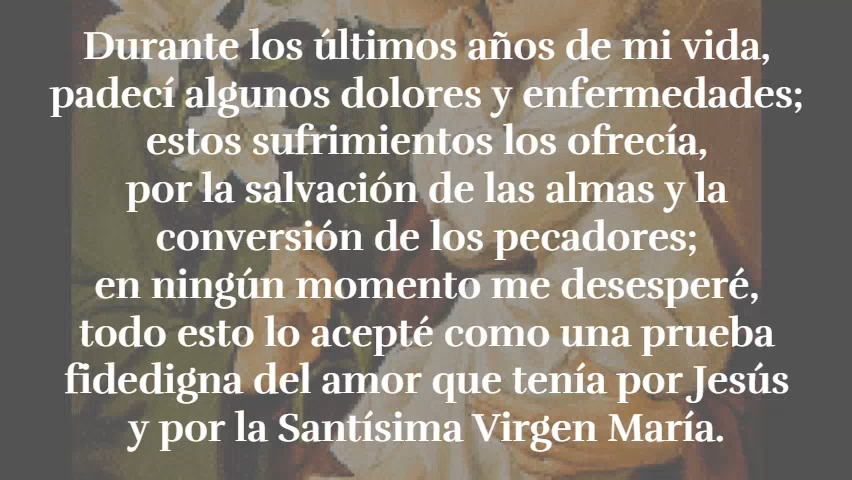 Durante los últimos años de mi vida,
padecí algunos dolores y enfermedades;
estos sufrimientos los ofrecía,
por la salvación de las almas y la
conversión de los pecadores;
en ningún momento me desesperé,
todo esto lo acepté como una prueba
fidedigna del amor que tenía por Jesús
y por la Santísima Virgen María.